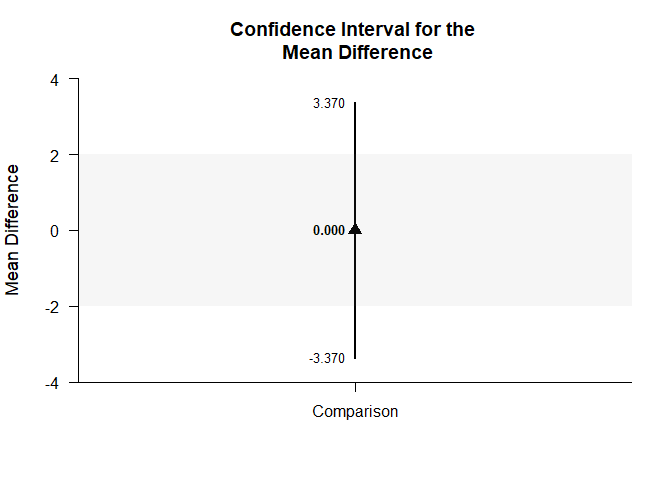 Confidence Interval for the
Mean Difference
4
3.370
2
Mean Difference
0
0.000
-2
-3.370
-4
Comparison